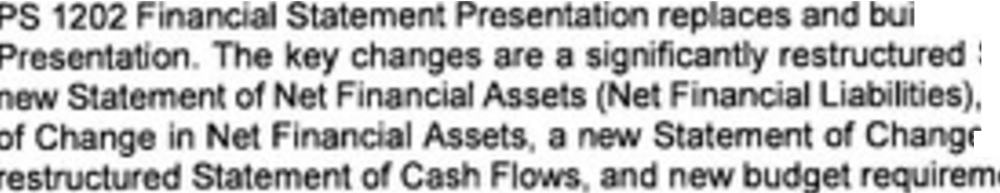 PS 1202 Financial Statement Presentation replaces and bui
Presentation. The key changes are a significantly restructured
new Statement of Net Financial Assets (Net Financial Liabilities),
of Change in Net Financial Assets, a new Statement of Change
restructured Statement of Cash Flows, and new budget requirem